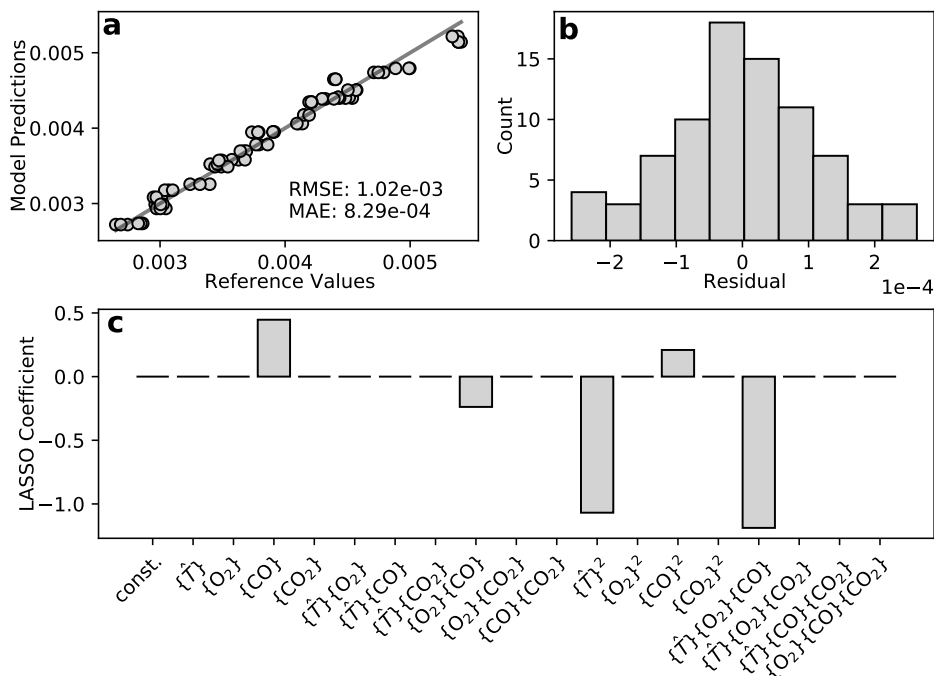 a
Model Predictions
0.005
0.004
0.003
RMSE: 1.02e-03
MAE: 8.29e-04
0.003 0.004 0.005
Reference Values
b
Count
15
10
5
0
−2 −1 0 1 2
Residual
1e−4
c
LASSO Coefficient
0.5
0.0
−0.5
−1.0
const.
{T̂}
{O₂}
{CO}
{CO₂}
{T̂}{O₂}
{T̂}{CO}
{T̂}{CO₂}
{O₂}{CO}
{O₂}{CO₂}
{CO}{CO₂}
{T̂}²
{O₂}²
{CO}²
{CO₂}²
{T̂}{O₂}{CO}
{T̂}{O₂}{CO₂}
{T̂}{CO}{CO₂}
{O₂}{CO}{CO₂}